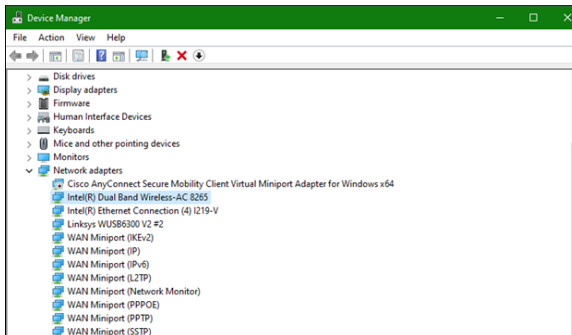 Device Manager
File Action View Help
Disk drives
Display adapters
Firmware
Human Interface Devices
Keyboards
Mice and other pointing devices
Monitors
Network adapters
Cisco AnyConnect Secure Mobility Client Virtual Miniport Adapter for Windows x64
Intel(R) Dual Band Wireless-AC 8265
Intel(R) Ethernet Connection (4) I219-V
Linksys WUSB6300 V2 #2
WAN Miniport (IKEv2)
WAN Miniport (IP)
WAN Miniport (IPv6)
WAN Miniport (L2TP)
WAN Miniport (Network Monitor)
WAN Miniport (PPPOE)
WAN Miniport (PPTP)
WAN Miniport (SSTP)